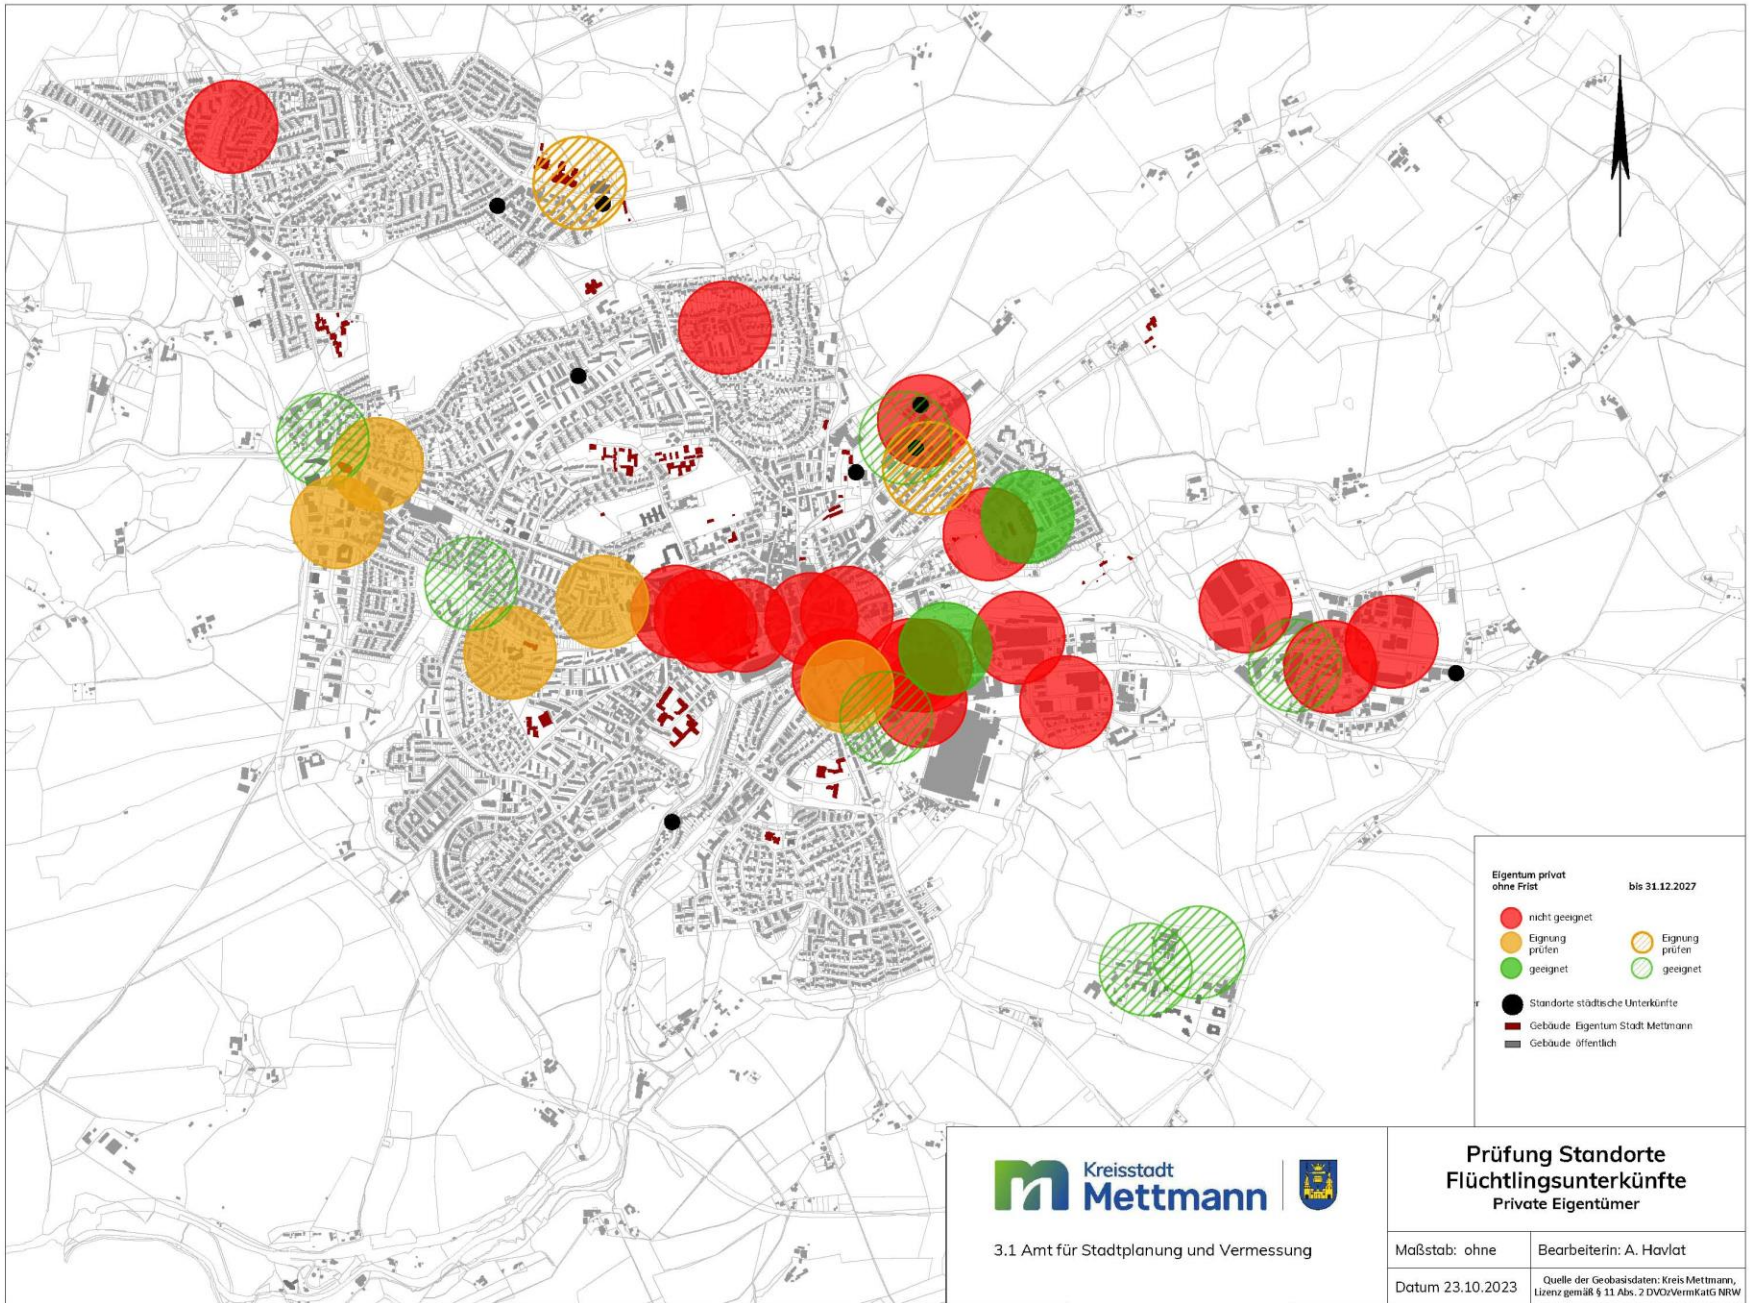 Eigentum privat
ohne Frist
bis 31.12.2027
nicht geeignet
Eignung
prüfen
Eignung
prüfen
geeignet
geeignet
r
Standorte städtische Unterkünfte
Gebäude Eigentum Stadt Mettmann
Gebäude öffentlich
Kreisstadt
Mettmann
3.1 Amt für Stadtplanung und Vermessung
Prüfung Standorte
Flüchtlingsunterkünfte
Private Eigentümer
Maßstab: ohne
Bearbeiterin: A. Havlat
Datum 23.10.2023
Quelle der Geobasisdaten: Kreis Mettmann,
Lizenz gemäß § 11 Abs. 2 DVOzVermKatG NRW